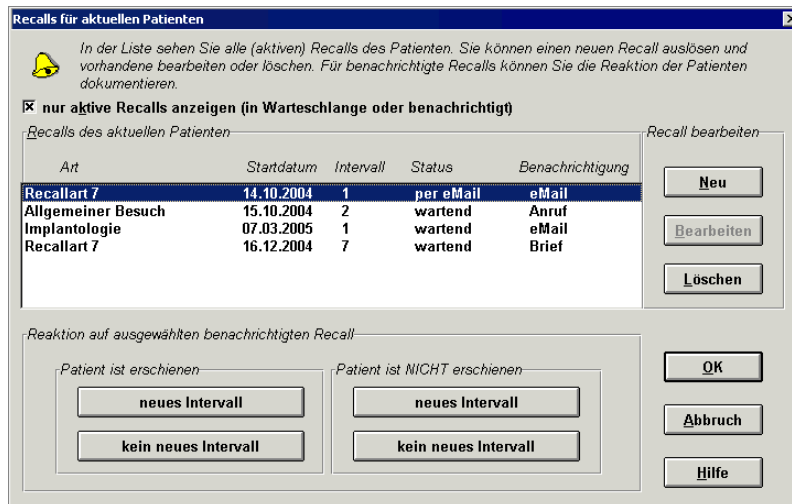 Recalls für aktuellen Patienten
In der Liste sehen Sie alle (aktiven) Recalls des Patienten. Sie können einen neuen Recall auslösen und
vorhandene bearbeiten oder löschen. Für benachrichtigte Recalls können Sie die Reaktion der Patienten
dokumentieren.
nur aktive Recalls anzeigen (in Warteschlange oder benachrichtigt)
Recalls des aktuellen Patienten
Art Startdatum Intervall Status Benachrichtigung
Recallart 7 14.10.2004 1 per eMail eMail
Allgemeiner Besuch 15.10.2004 2 wartend Anruf
Implantologie 07.03.2005 1 wartend eMail
Recallart 7 16.12.2004 7 wartend Brief
Recall bearbeiten
Neu
Bearbeiten
Löschen
Reaktion auf ausgewählten benachrichtigten Recall
Patient ist erschienen
neues Intervall
kein neues Intervall
Patient ist NICHT erschienen
neues Intervall
kein neues Intervall
OK
Abbruch
Hilfe